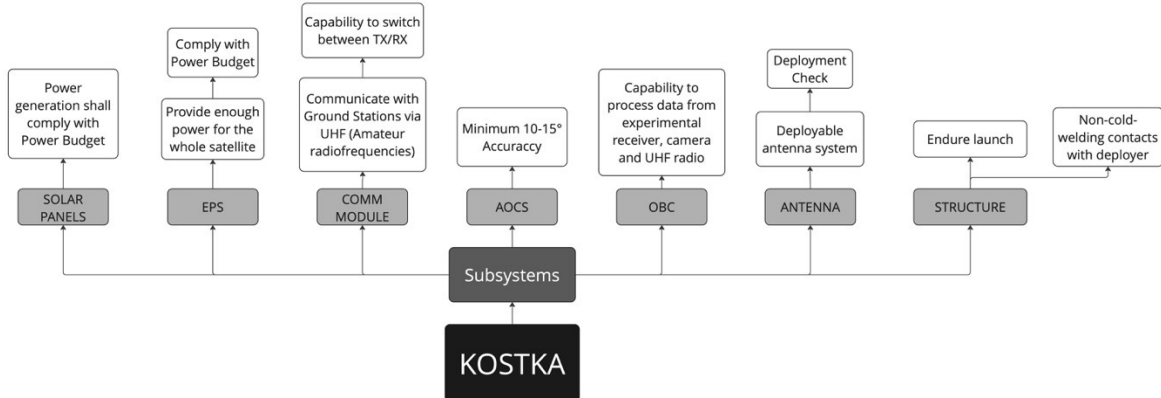 Capability to switch
between TX/RX
Comply with
Power Budget
Deployment
Check
Power
generation shall
comply with
Power Budget
Provide enough
power for the
whole satellite
Communicate with
Ground Stations via
UHF (Amateur
radiofrequencies)
Minimum 10-15°
Accuraccy
Capability to
process data from
experimental
receiver, camera
and UHF radio
Deployable
antenna system
Endure launch
Non-cold-
welding contacts
with deployer
SOLAR
PANELS
EPS
COMM
MODULE
AOCS
OBC
ANTENNA
STRUCTURE
Subsystems
KOSTKA